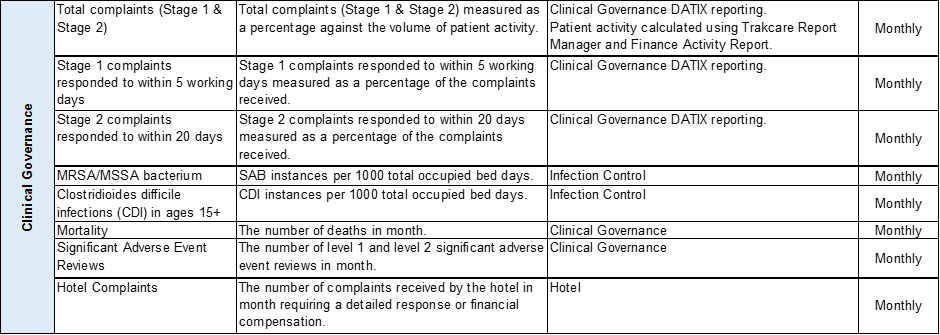 Clinical Governance
Total complaints (Stage 1 &
Stage 2)
Total complaints (Stage 1 & Stage 2) measured as
a percentage against the volume of patient activity.
Clinical Governance DATIX reporting.
Patient activity calculated using Trakcare Report
Manager and Finance Activity Report.
Monthly
Stage 1 complaints
responded to within 5 working
days
Stage 1 complaints responded to within 5 working
days measured as a percentage of the complaints
received.
Clinical Governance DATIX reporting.
Monthly
Stage 2 complaints
responded to within 20 days
Stage 2 complaints responded to within 20 days
measured as a percentage of the complaints
received.
Clinical Governance DATIX reporting.
Monthly
MRSA/MSSA bacterium
SAB instances per 1000 total occupied bed days.
Infection Control
Monthly
Clostridioides difficile
infections (CDI) in ages 15+
CDI instances per 1000 total occupied bed days.
Infection Control
Monthly
Mortality
The number of deaths in month.
Clinical Governance
Monthly
Significant Adverse Event
Reviews
The number of level 1 and level 2 significant adverse
event reviews in month.
Clinical Governance
Monthly
Hotel Complaints
The number of complaints received by the hotel in
month requiring a detailed response or financial
compensation.
Hotel
Monthly